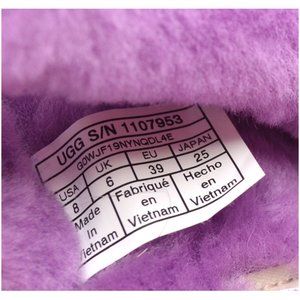 UGG S/N 1107953
GOWJF19NYNQDL4E
USA UK EU JAPAN
8 6 39 25
Made Fabriqué Hecho
in en en
Vietnam Vietnam Vietnam